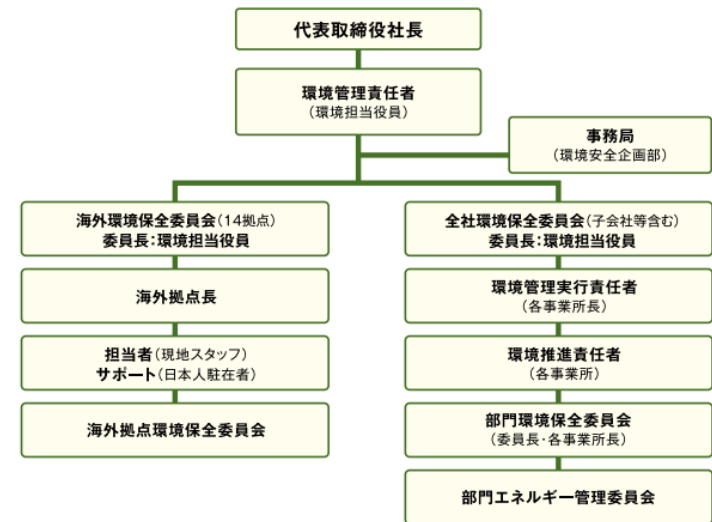 代表取締役社長
環境管理責任者
（環境担当役員）
事務局
（環境安全企画部）
海外環境保全委員会（14拠点）
委員長：環境担当役員
海外拠点長
担当者（現地スタッフ）
サポート（日本人駐在者）
海外拠点環境保全委員会
全社環境保全委員会（子会社等含む）
委員長：環境担当役員
環境管理実行責任者
（各事業所長）
環境推進責任者
（各事業所）
部門環境保全委員会
（委員長・各事業所長）
部門エネルギー管理委員会